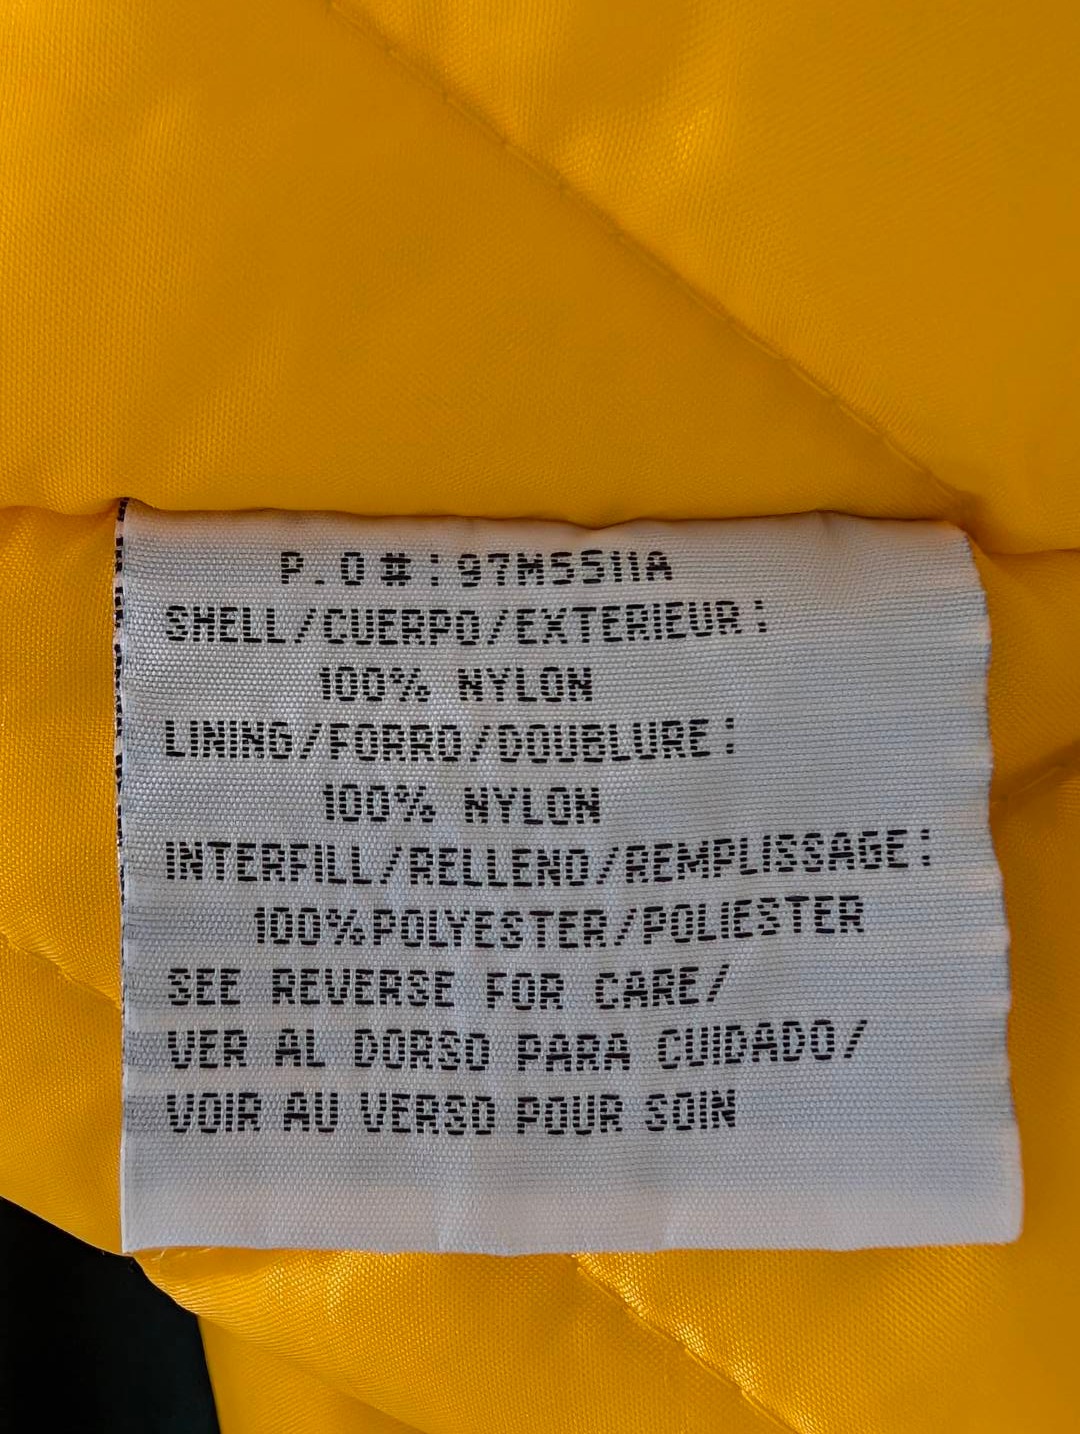 P.O#:97M5511A
SHELL/CUERPO/EXTERIEUR:
100% NYLON
LINING/FORRO/DOUBLURE:
100% NYLON
INTERFILL/RELLENO/REMPLISSAGE:
100%POLYESTER/POLIESTER
SEE REVERSE FOR CARE/
VER AL DORSO PARA CUIDADO/
VOIR AU VERSO POUR SOIN